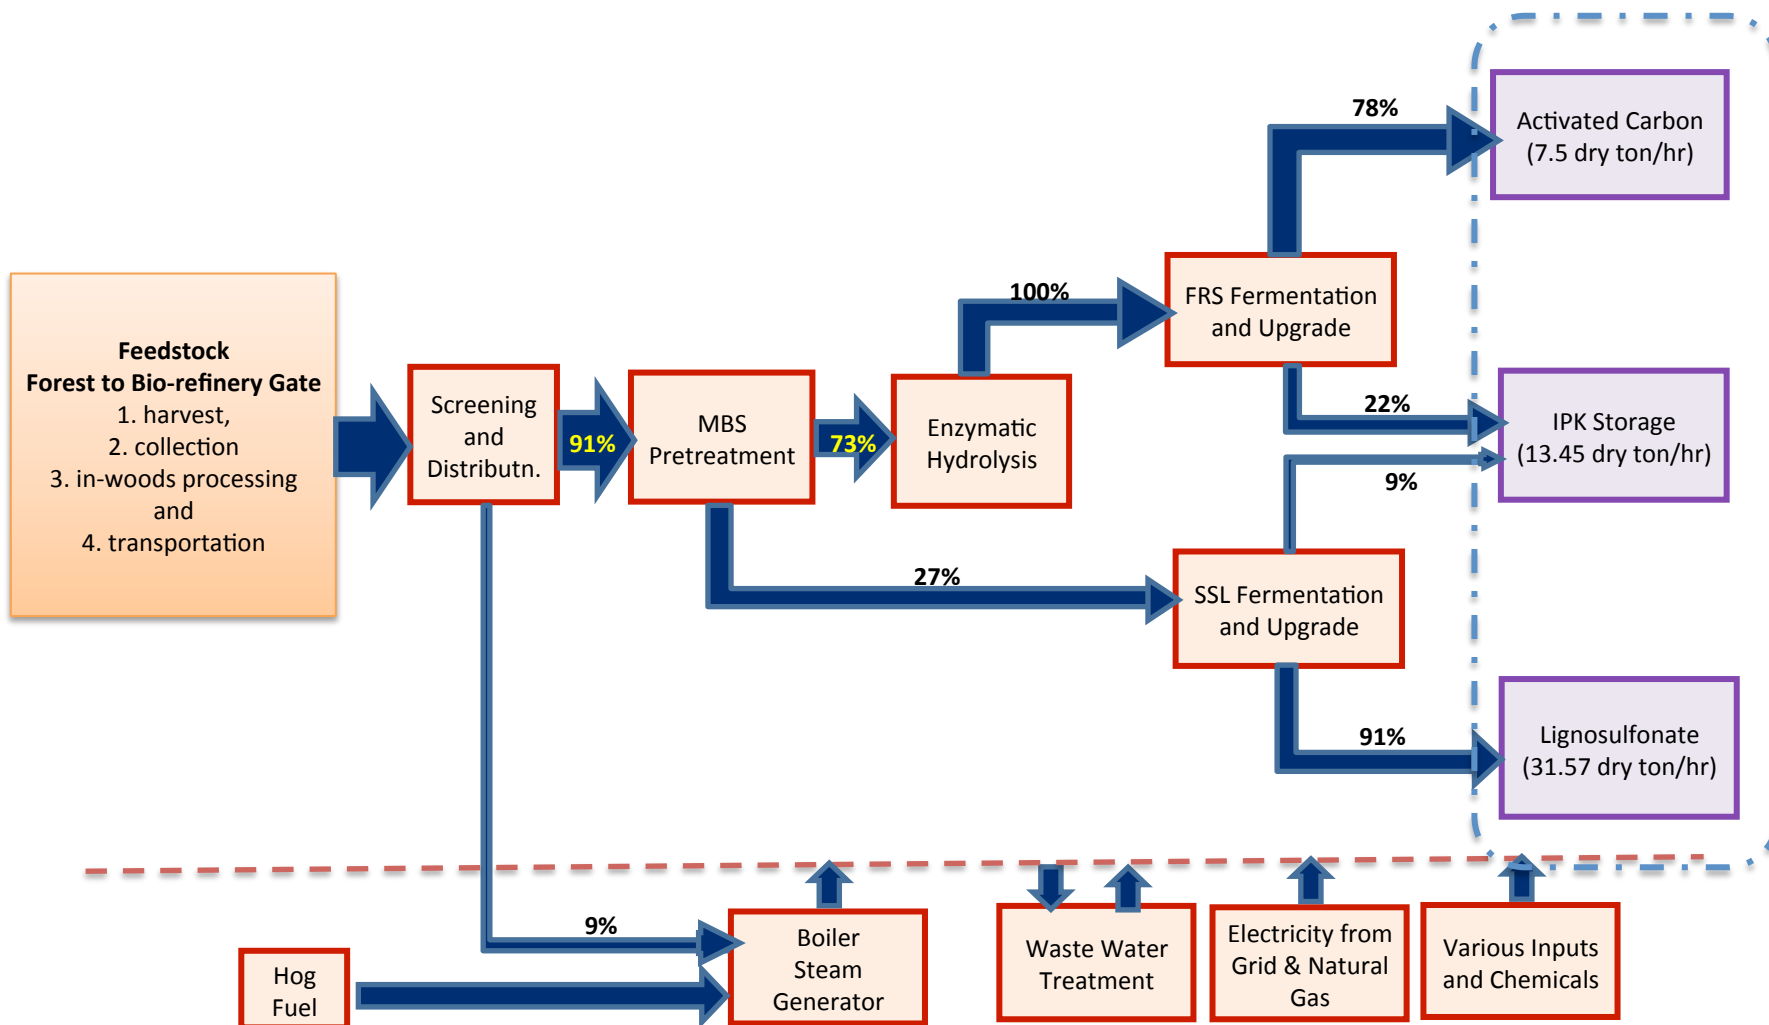 Feedstock
Forest to Bio-refinery Gate
1. harvest,
2. collection
3. in-woods processing
and
4. transportation
Screening
and
Distributn.
91%
MBS
Pretreatment
73%
Enzymatic
Hydrolysis
100%
FRS Fermentation
and Upgrade
78%
Activated Carbon
(7.5 dry ton/hr)
22%
IPK Storage
(13.45 dry ton/hr)
9%
27%
SSL Fermentation
and Upgrade
91%
Lignosulfonate
(31.57 dry ton/hr)
9%
Hog
Fuel
Boiler
Steam
Generator
Waste Water
Treatment
Electricity from
Grid & Natural
Gas
Various Inputs
and Chemicals